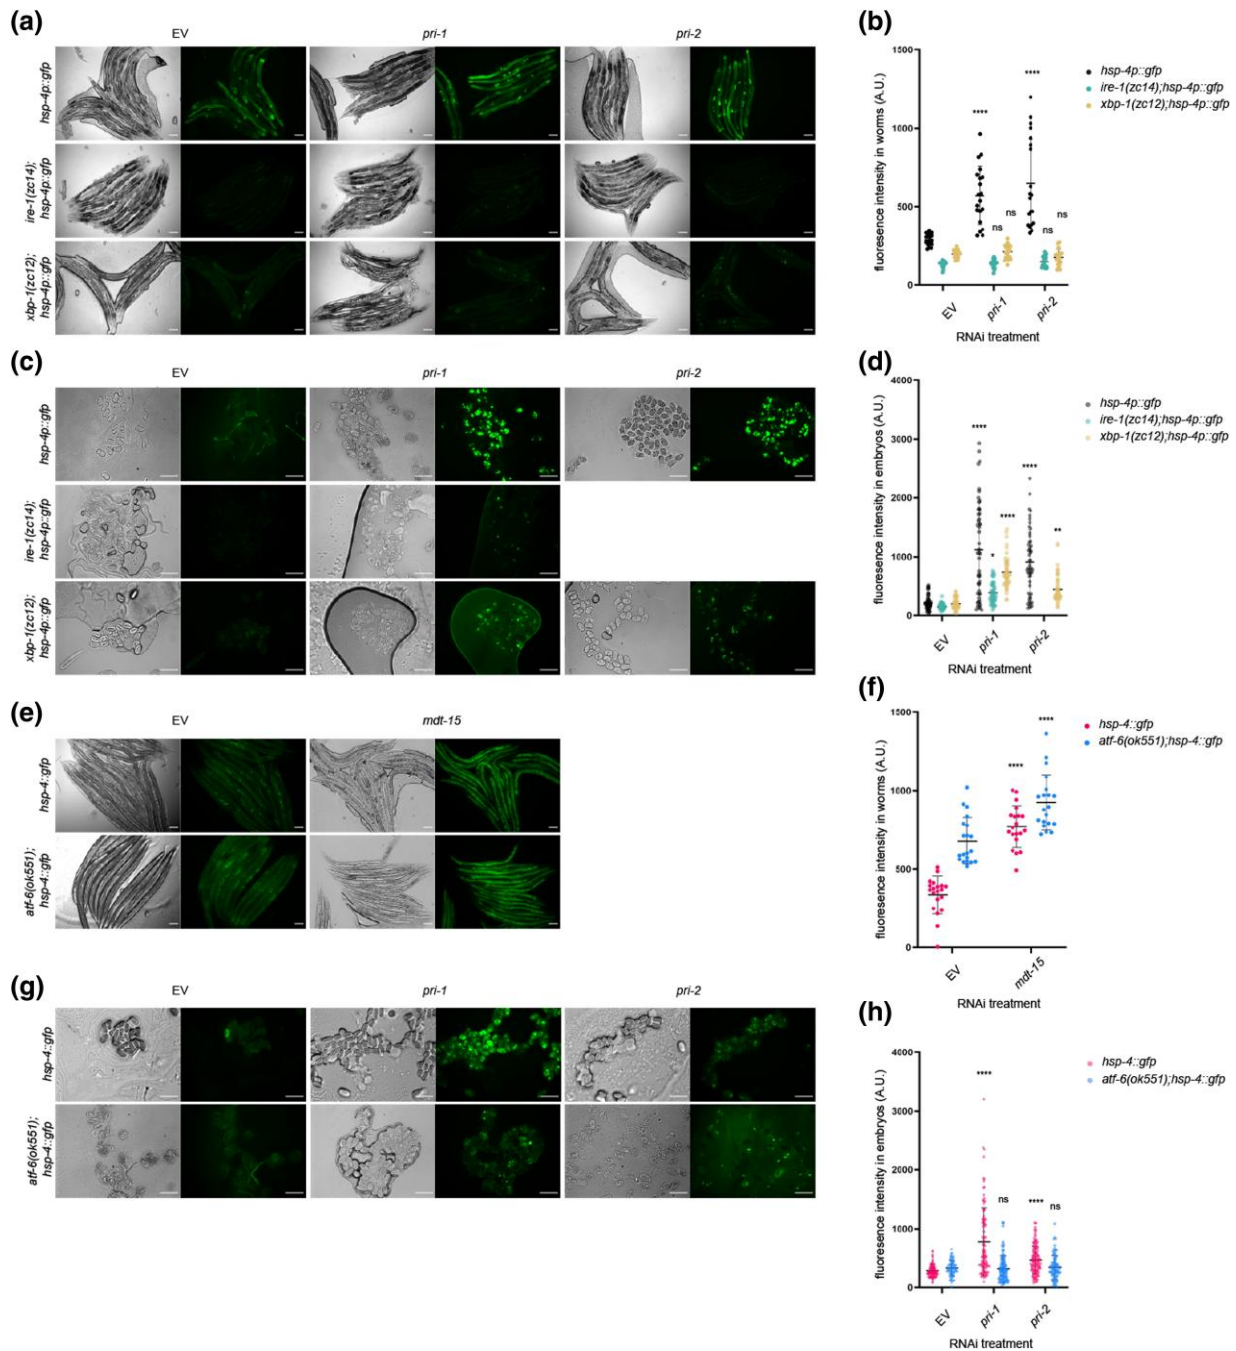 (a)
EV
pri-1
pri-2
hsp-4p::gfp
ire-1(zc14);
hsp-4p::gfp
xbp-1(zc12);
hsp-4p::gfp
(b)
fluoresence intensity in worms (A.U.)
1500
1000
500
0
****
****
ns
ns
ns
ns
EV
pri-1
pri-2
RNAi treatment
hsp-4p::gfp
ire-1(zc14);hsp-4p::gfp
xbp-1(zc12);hsp-4p::gfp
(c)
EV
pri-1
pri-2
hsp-4p::gfp
ire-1(zc14);
hsp-4p::gfp
xbp-1(zc12);
hsp-4p::gfp
(d)
fluoresence intensity in embryos (A.U.)
4000
3000
2000
1000
0
****
*
****
****
**
EV
pri-1
pri-2
RNAi treatment
hsp-4p::gfp
ire-1(zc14);hsp-4p::gfp
xbp-1(zc12);hsp-4p::gfp
(e)
EV
mdt-15
hsp-4::gfp
atf-6(ok551);
hsp-4::gfp
(f)
fluoresence intensity in worms (A.U.)
1500
1000
500
0
****
****
EV
mdt-15
RNAi treatment
hsp-4::gfp
atf-6(ok551);hsp-4::gfp
(g)
EV
pri-1
pri-2
hsp-4::gfp
atf-6(ok551);
hsp-4::gfp
(h)
fluoresence intensity in embryos (A.U.)
4000
3000
2000
1000
0
****
ns
****
ns
EV
pri-1
pri-2
RNAi treatment
hsp-4::gfp
atf-6(ok551);hsp-4::gfp